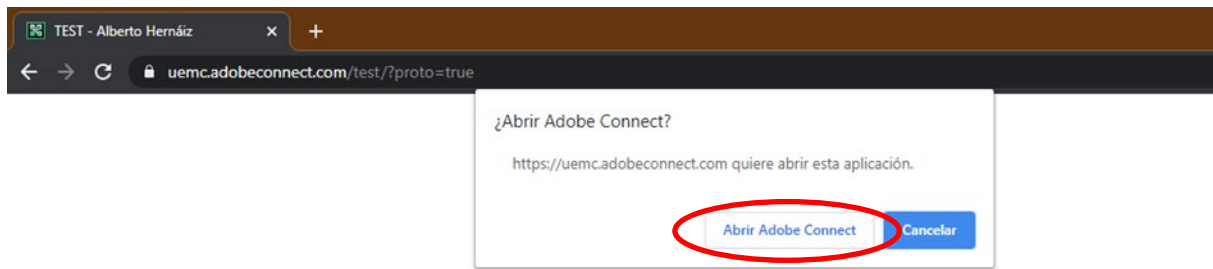 TEST - Alberto Hernáiz
uemc.adobeconnect.com/test/?proto=true
¿Abrir Adobe Connect?
https://uemc.adobeconnect.com quiere abrir esta aplicación.
Abrir Adobe Connect Cancelar